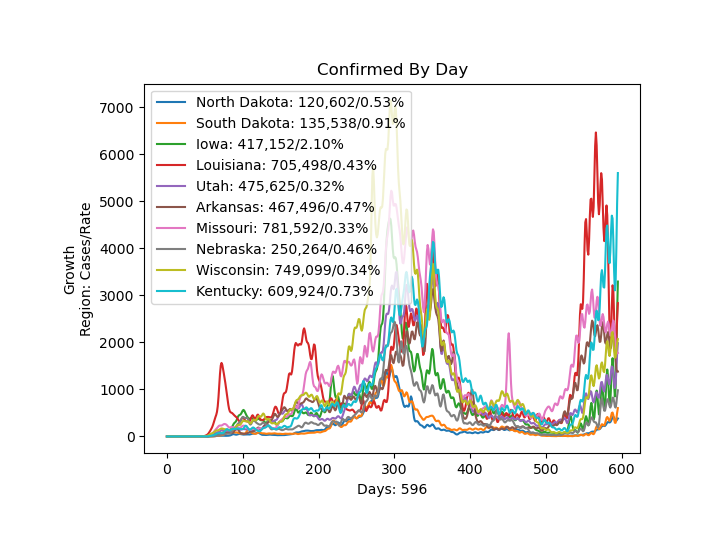 Confirmed By Day
7000
6000
5000
4000
3000
2000
1000
0
Growth
Region: Cases/Rate
North Dakota: 120,602/0.53%
South Dakota: 135,538/0.91%
Iowa: 417,152/2.10%
Louisiana: 705,498/0.43%
Utah: 475,625/0.32%
Arkansas: 467,496/0.47%
Missouri: 781,592/0.33%
Nebraska: 250,264/0.46%
Wisconsin: 749,099/0.34%
Kentucky: 609,924/0.73%
0 100 200 300 400 500 600
Days: 596